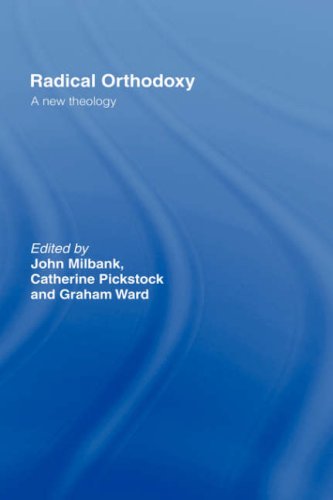 Radical Orthodoxy
A new theology
Edited by
John Milbank,
Catherine Pickstock
and Graham Ward